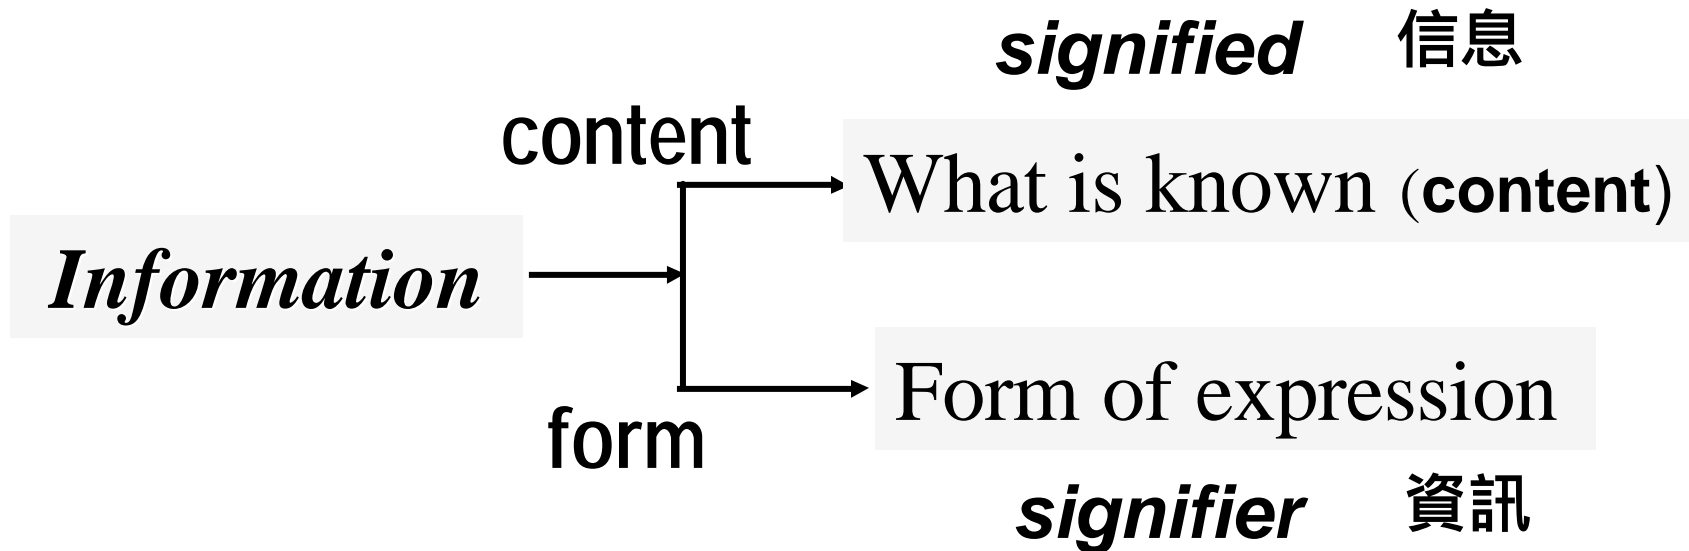 signified 信息
content
What is known (content)
Information
Form of expression
form
signifier 資訊